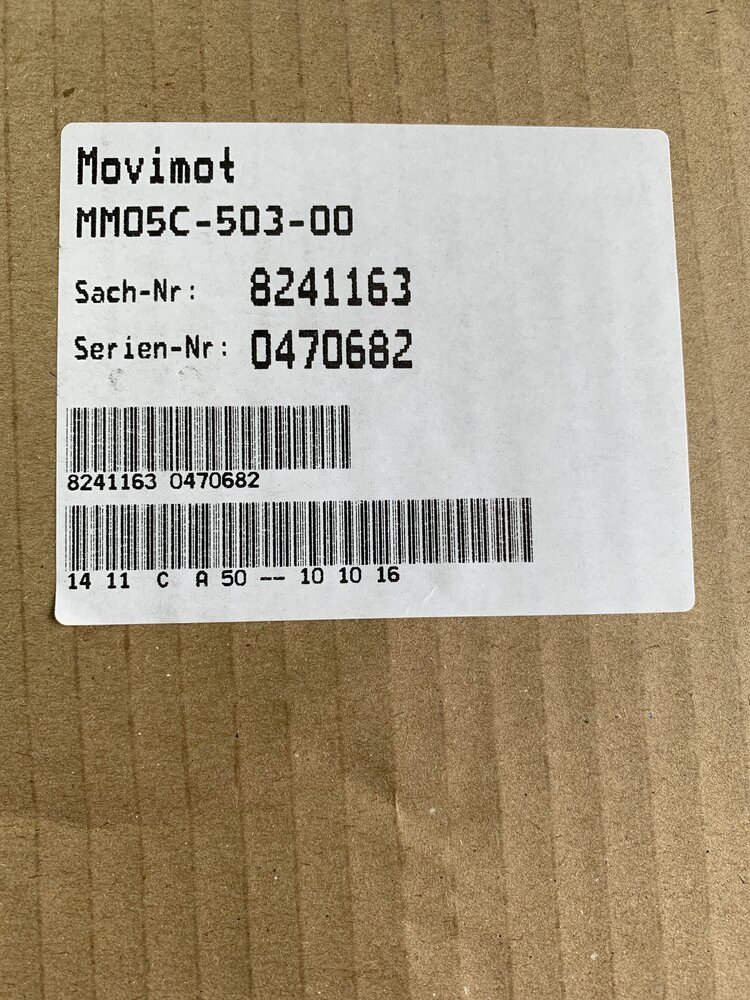 Movimot
MM05C-503-00
Sach-Nr: 8241163
Serien-Nr: 0470682
8241163 0470682
14 11 C A 50 -- 10 10 16